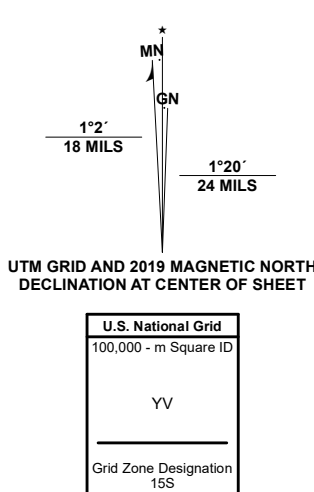 ★
MN
GN
1°2´
18 MILS
1°20´
24 MILS
UTM GRID AND 2019 MAGNETIC NORTH
DECLINATION AT CENTER OF SHEET
U.S. National Grid
100,000 - m Square ID
YV
Grid Zone Designation
15S